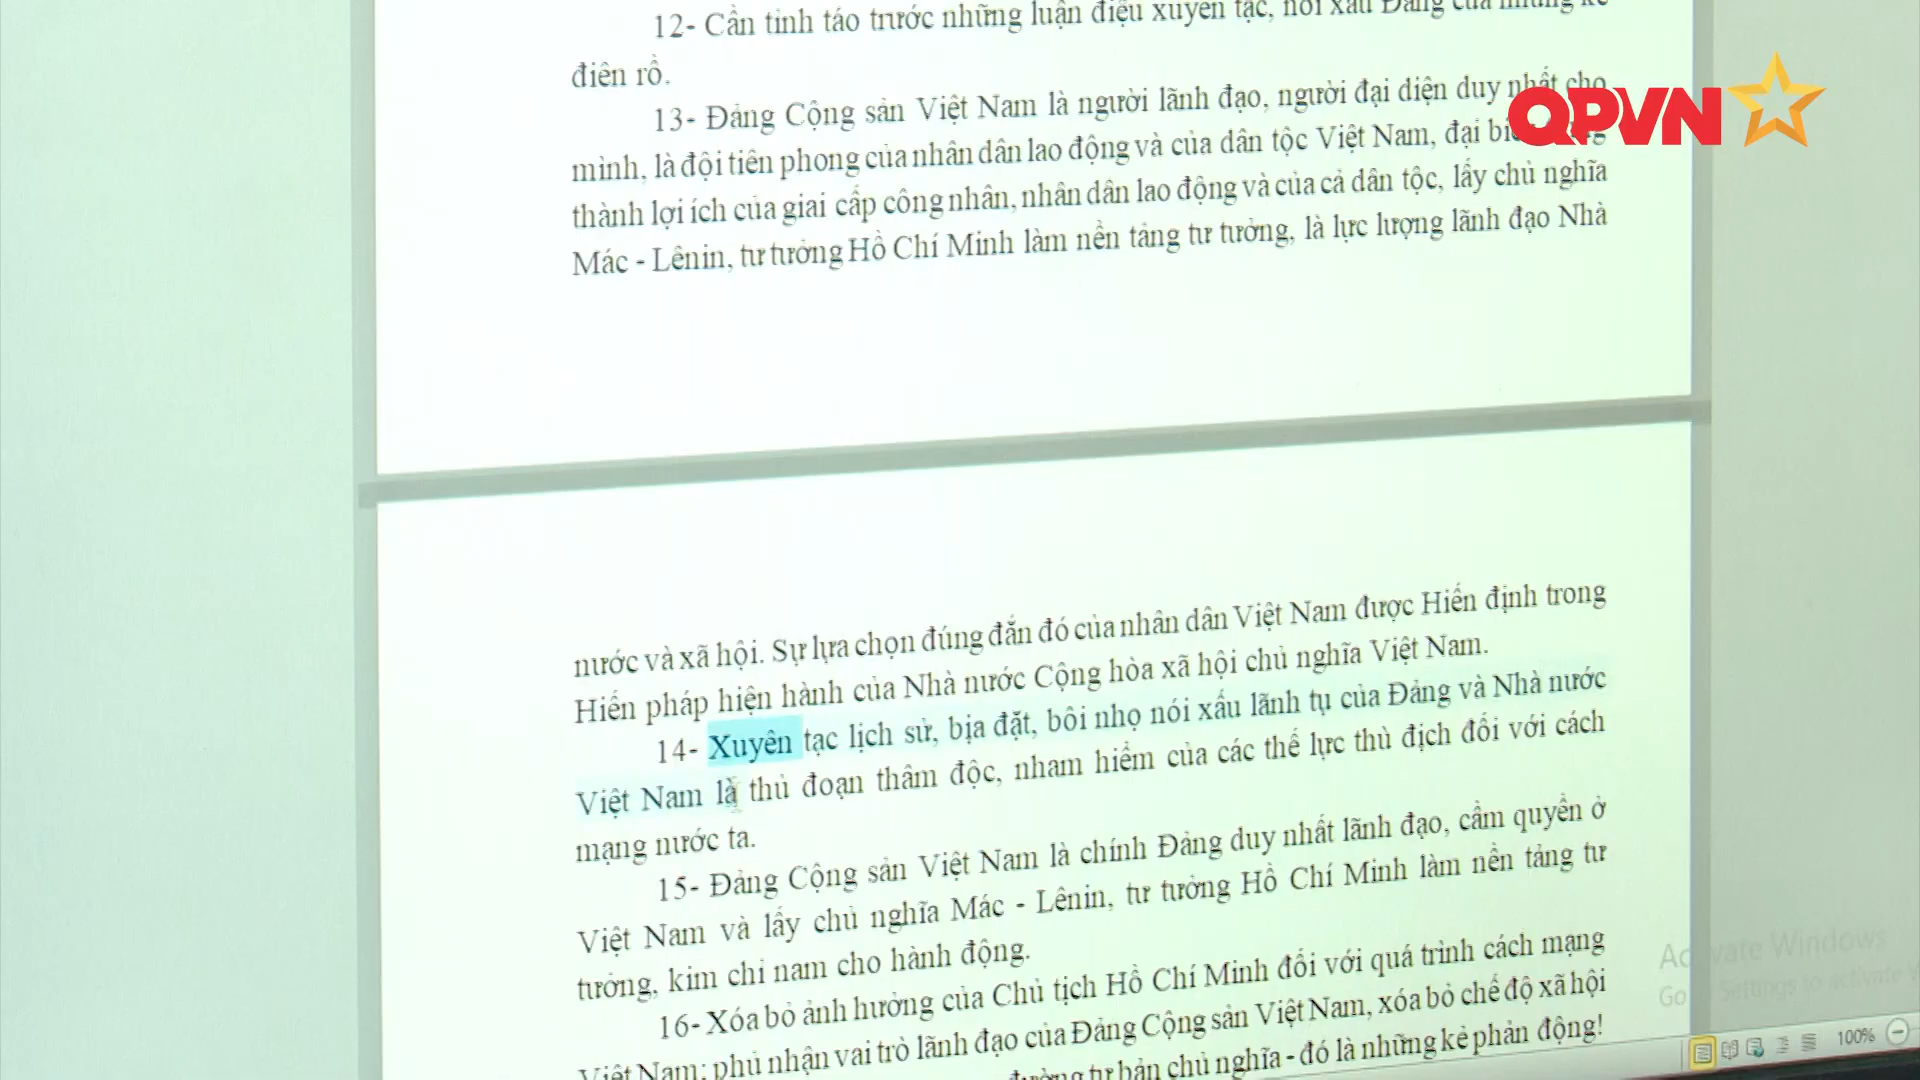 12- Cần tỉnh táo trước những luận điệu xuyên tạc, nói xấu Đảng của những kẻ
điên rồ.
13- Đảng Cộng sản Việt Nam là người lãnh đạo, người đại diện duy nhất cho
mình, là đội tiên phong của nhân dân lao động và của dân tộc Việt Nam, đại
thành lợi ích của giai cấp công nhân, nhân dân lao động và của cả dân tộc, lấy chủ nghĩa
Mác - Lênin, tư tưởng Hồ Chí Minh làm nền tảng tư tưởng, là lực lượng lãnh đạo Nhà
nước và xã hội. Sự lựa chọn đúng đắn đó của nhân dân Việt Nam được Hiến định trong
Hiến pháp hiện hành của Nhà nước Cộng hòa xã hội chủ nghĩa Việt Nam.
14- Xuyên tạc lịch sử, bịa đặt, bôi nhọ nói xấu lãnh tụ của Đảng và Nhà nước
Việt Nam là thủ đoạn thâm độc, nham hiểm của các thế lực thù địch đối với cách
mạng nước ta.
15- Đảng Cộng sản Việt Nam là chính Đảng duy nhất lãnh đạo, cầm quyền ở
Việt Nam và lấy chủ nghĩa Mác - Lênin, tư tưởng Hồ Chí Minh làm nền tảng tư
tưởng, kim chỉ nam cho hành động.
16- Xóa bỏ ảnh hưởng của Chủ tịch Hồ Chí Minh đối với quá trình cách mạng
Việt Nam; phủ nhận vai trò lãnh đạo của Đảng Cộng sản Việt Nam, xóa bỏ chế độ xã hội
đường tư bản chủ nghĩa - đó là những kẻ phản động!
QPVN
Activate Windows
Go Settings to activate
100%